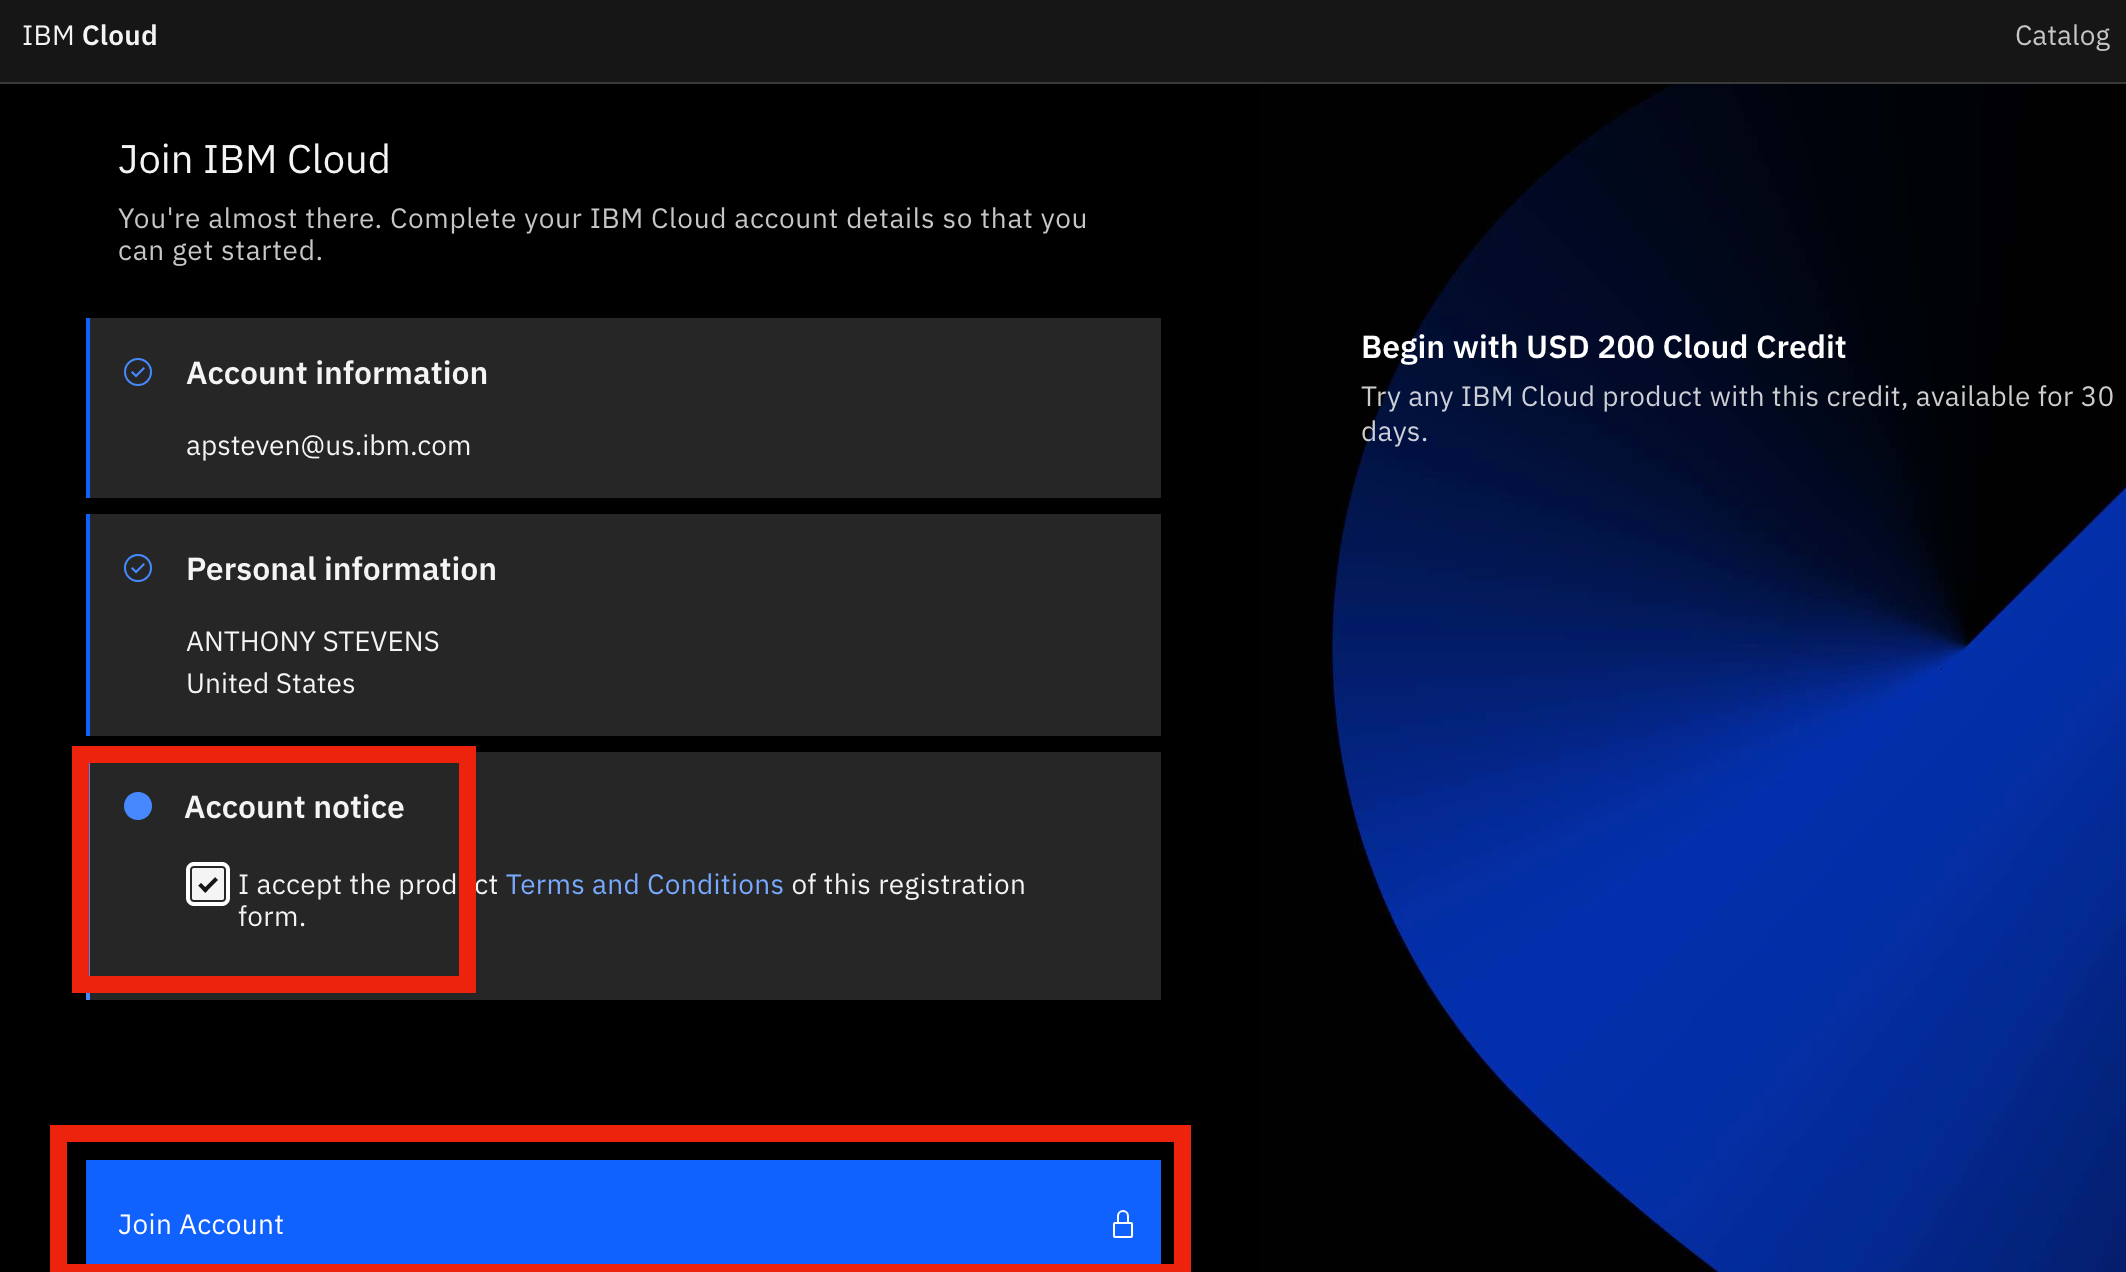 IBM Cloud
Catalog
Join IBM Cloud
You're almost there. Complete your IBM Cloud account details so that you
can get started.
Account information
apsteven@us.ibm.com
Personal information
ANTHONY STEVENS
United States
Account notice
I accept the product Terms and Conditions of this registration
form.
Join Account
Begin with USD 200 Cloud Credit
Try any IBM Cloud product with this credit, available for 30
days.